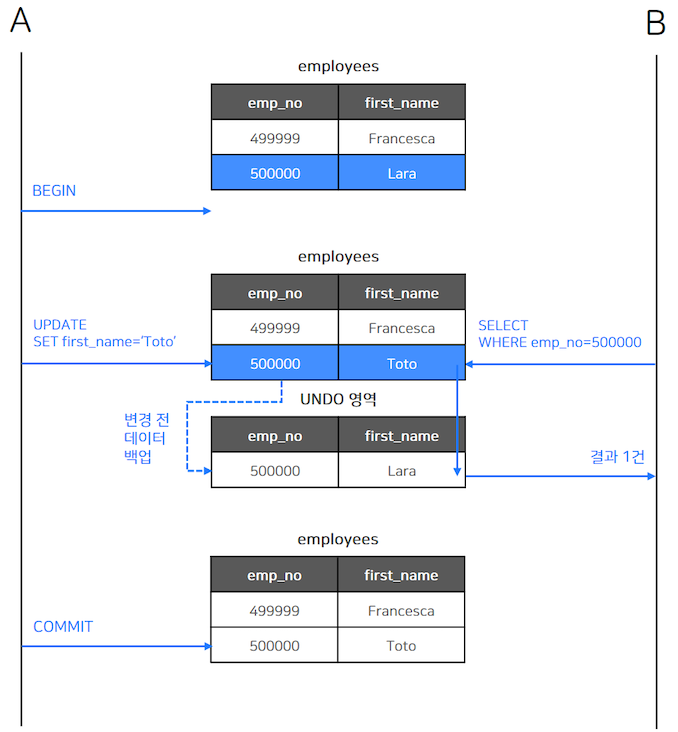 A
B
employees
emp_no first_name
499999 Francesca
500000 Lara
BEGIN
employees
emp_no first_name
499999 Francesca
500000 Toto
UPDATE
SET first_name='Toto'
SELECT
WHERE emp_no=500000
UNDO 영역
변경 전
데이터
백업
emp_no first_name
500000 Lara
결과 1건
employees
emp_no first_name
499999 Francesca
500000 Toto
COMMIT